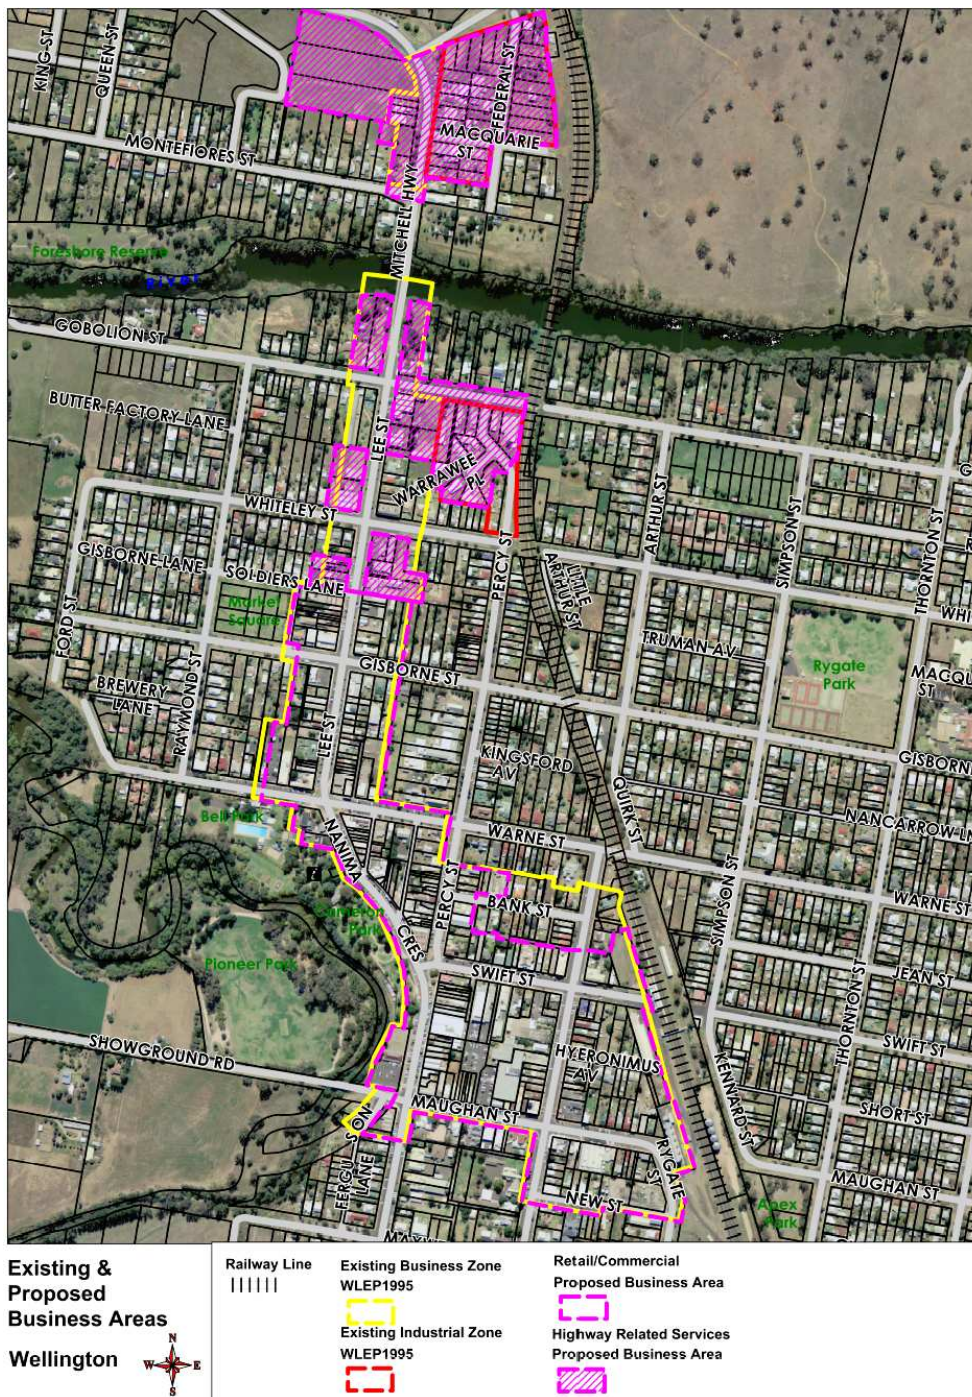 KING ST
QUEEN ST
FEDERAL ST
MACQUARIE
ST
MONTEFIORES ST
MITCHELL HWY
Foreshore Reserve
GOBOLION ST
BUTTER FACTORY LANE
LEE ST
WARRAWEE
PL
WHITELEY ST
ARTHUR ST
SIMPSON ST
THORNTON ST
GISBORNE LANE
SOLDIERS LANE
PERCY ST
LITTLE
ARTHUR ST
WHI
FORD ST
Market
Square
TRUMAN AV
Rygate
Park
MACQU
ST
GISBORNE ST
BREWERY
LANE
RAYMOND ST
LEE ST
KINGSFORD
AV
GISBORN
QUIRK ST
NANCARROW L
Bell Park
NANIMA
CRES
WARNE ST
PERCY ST
BANK ST
SIMPSON ST
WARNE ST
Cameron
Park
Pioneer Park
SWIFT ST
JEAN ST
THORNTON ST
SWIFT ST
SHOWGROUND RD
HYERONIMUS
AV
KENNARD ST
SHORT ST
MAUGHAN ST
FERGUSON
LANE
RYGATE
ST
MAUGHAN ST
NEW ST
Apex
Park
Existing &
Proposed
Business Areas
Wellington
N
W E
S
Railway Line
Existing Business Zone
WLEP1995
Existing Industrial Zone
WLEP1995
Retail/Commercial
Proposed Business Area
Highway Related Services
Proposed Business Area